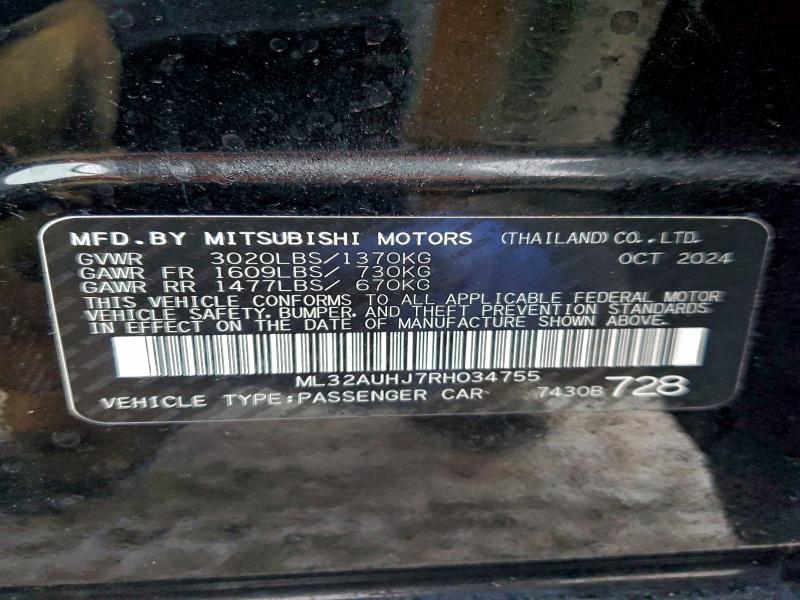 MFD.BY MITSUBISHI MOTORS (THAILAND)CO.,LTD.
GVWR 3020LBS/1370KG OCT 2024
GAWR FR 1609LBS/ 730KG
GAWR RR 1477LBS/ 670KG
THIS VEHICLE CONFORMS TO ALL APPLICABLE FEDERAL MOTOR
VEHICLE SAFETY,BUMPER,AND THEFT PREVENTION STANDARDS
IN EFFECT ON THE DATE OF MANUFACTURE SHOWN ABOVE.
ML32AUHJ7RH034755
VEHICLE TYPE:PASSENGER CAR 7430B 728